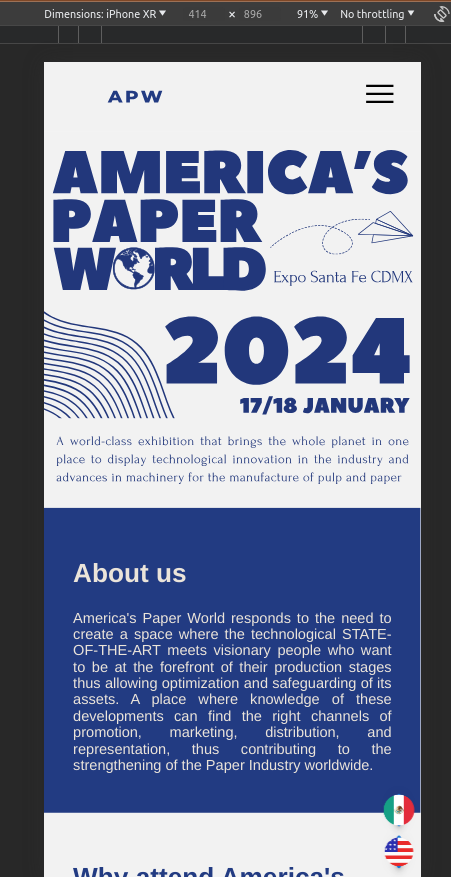 Dimensions: iPhone XR ▼ 414 × 896 91% ▼ No throttling ▼
APW
AMERICA'S
PAPER
WORLD
Expo Santa Fe CDMX
2024
17/18 JANUARY
A world-class exhibition that brings the whole planet in one
place to display technological innovation in the industry and
advances in machinery for the manufacture of pulp and paper
About us
America's Paper World responds to the need to
create a space where the technological STATE-
OF-THE-ART meets visionary people who want
to be at the forefront of their production stages
thus allowing optimization and safeguarding of its
assets. A place where knowledge of these
developments can find the right channels of
promotion, marketing, distribution, and
representation, thus contributing to the
strengthening of the Paper Industry worldwide.
Why attend America's